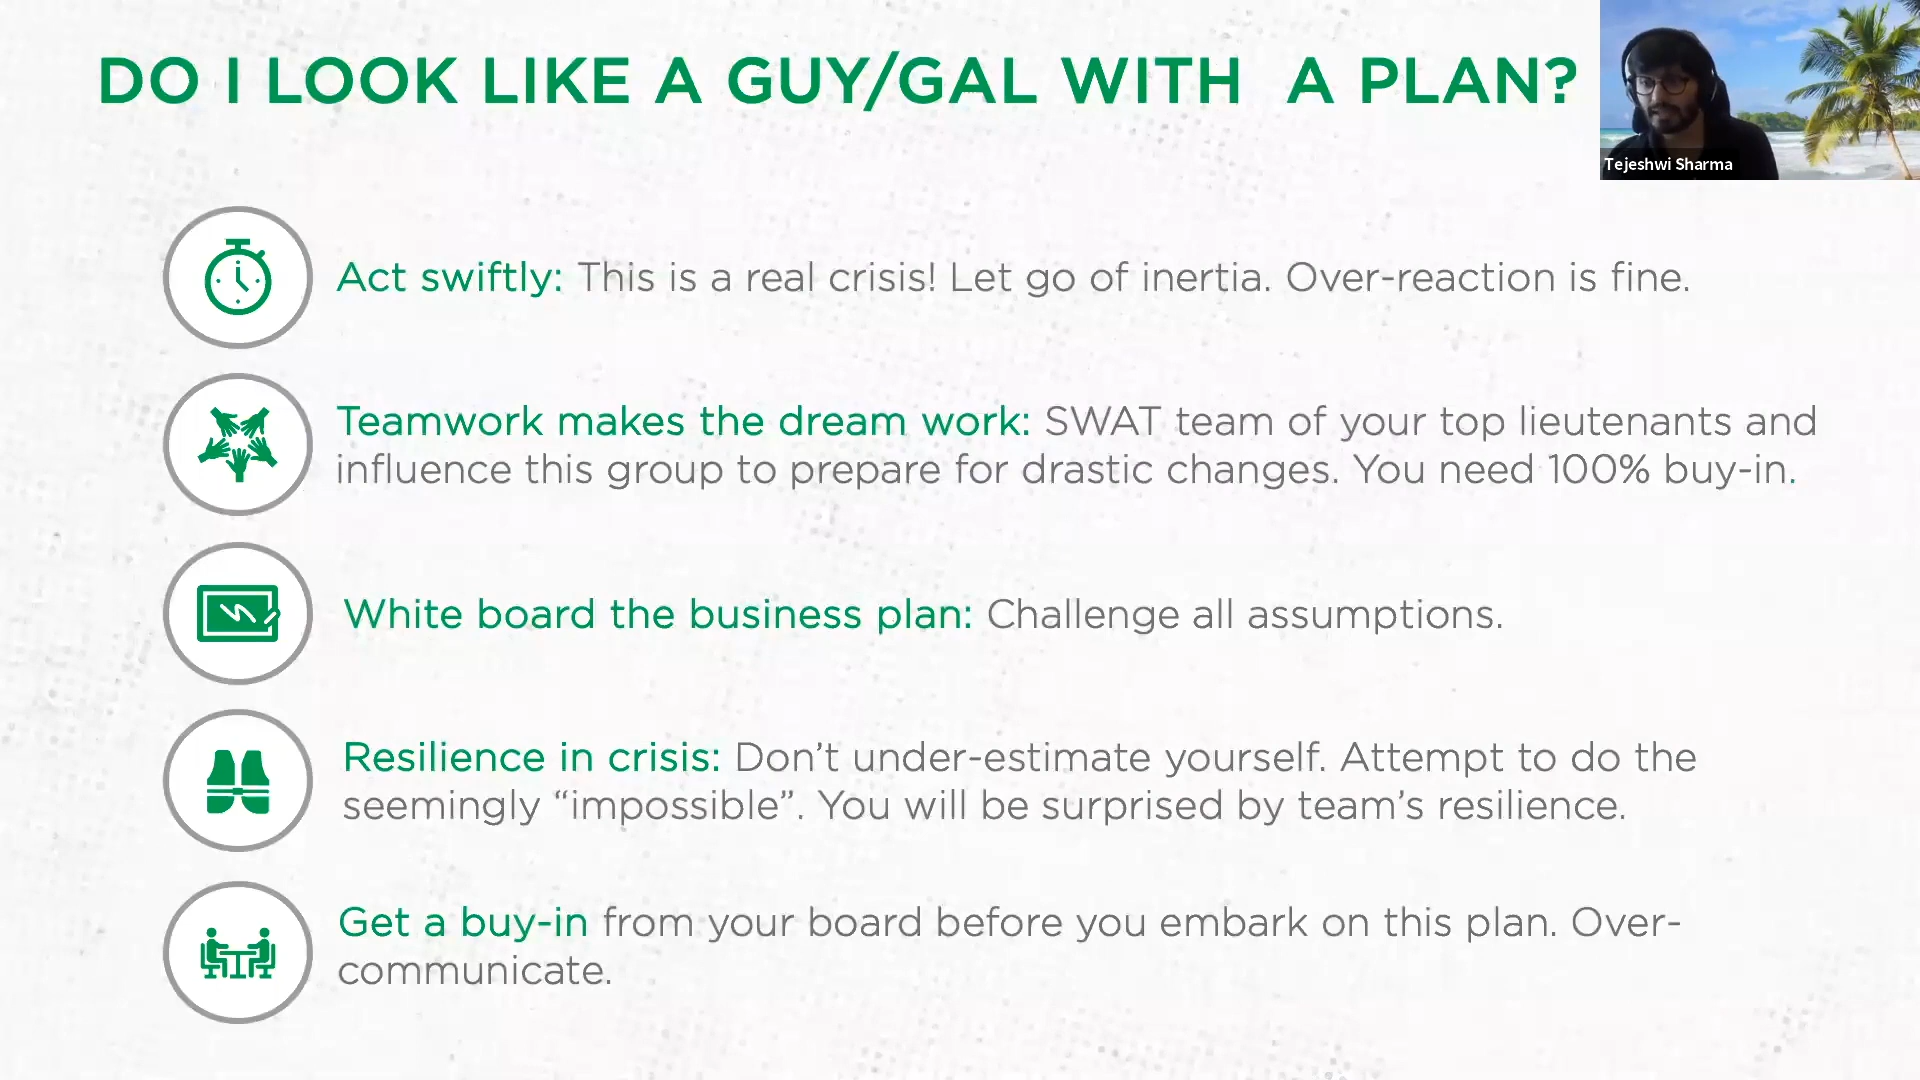 DO I LOOK LIKE A GUY/GAL WITH A PLAN?
Tejeshwi Sharma
Act swiftly: This is a real crisis! Let go of inertia. Over-reaction is fine.
Teamwork makes the dream work: SWAT team of your top lieutenants and
influence this group to prepare for drastic changes. You need 100% buy-in.
White board the business plan: Challenge all assumptions.
Resilience in crisis: Don’t under-estimate yourself. Attempt to do the
seemingly “impossible”. You will be surprised by team’s resilience.
Get a buy-in from your board before you embark on this plan. Over-
communicate.